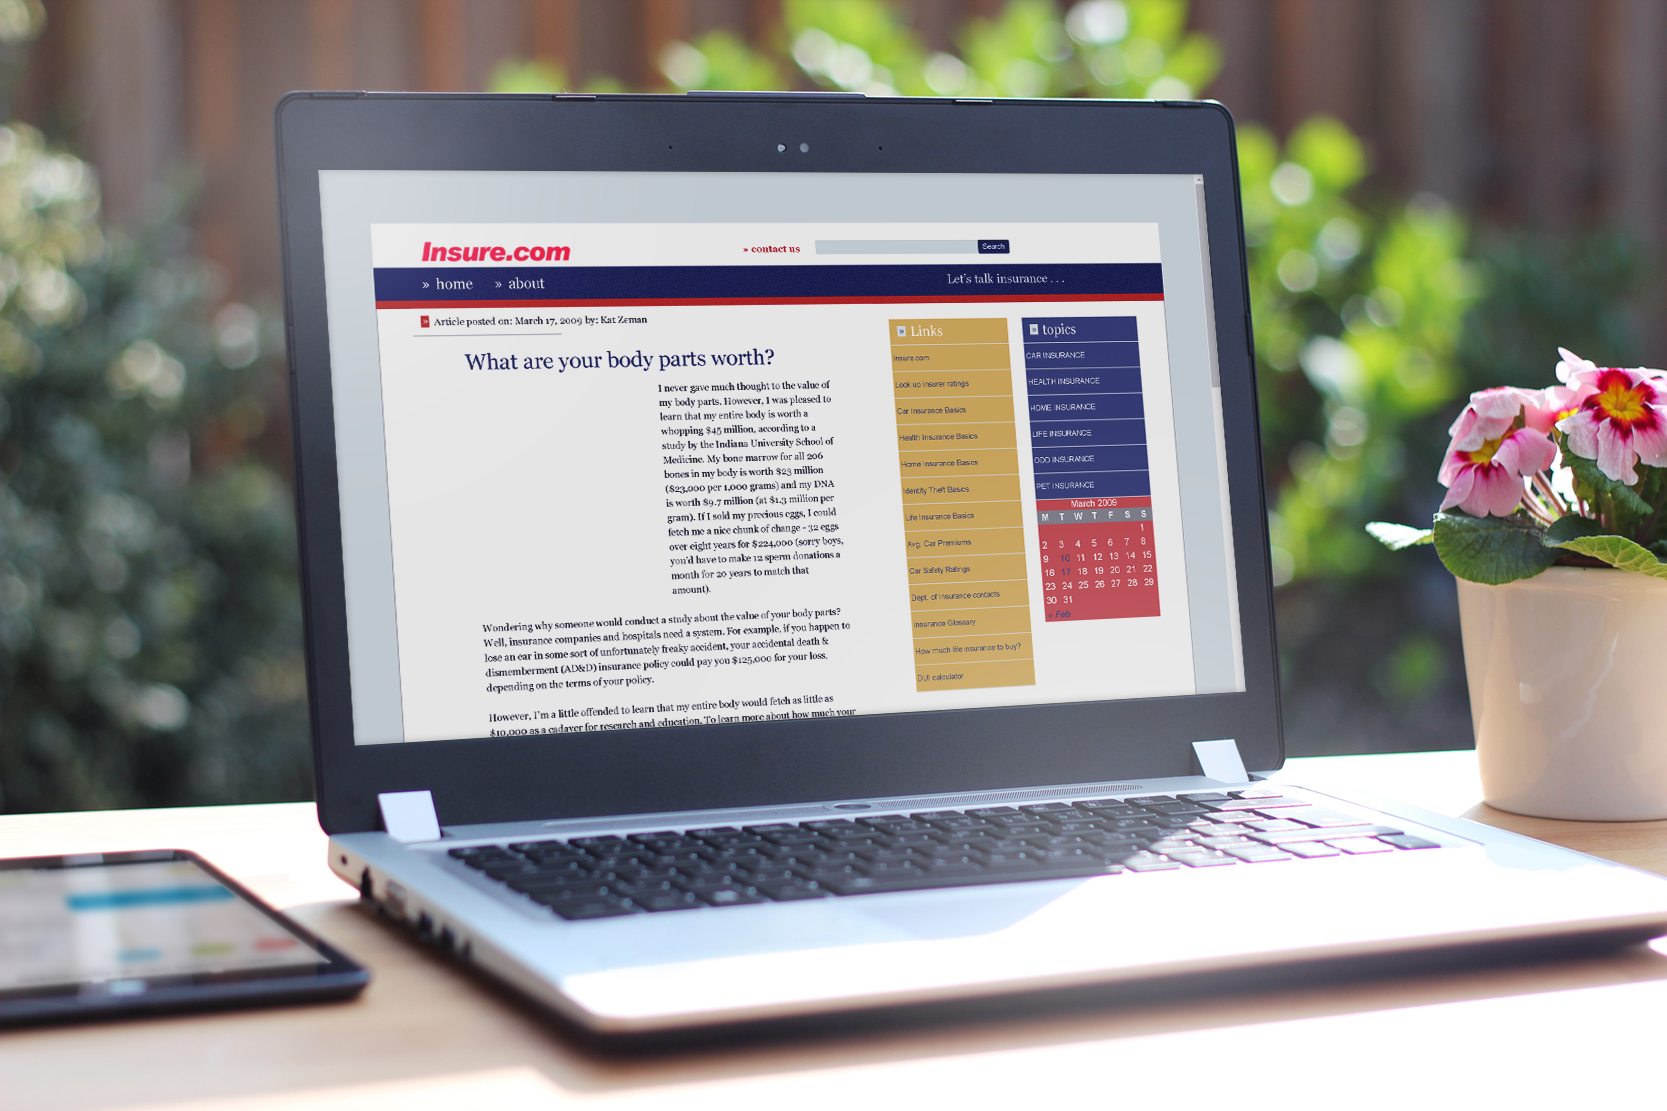 Insure.com
» contact us
Search
» home » about
Let's talk insurance . . .
» Article posted on: March 17, 2009 by: Kat Zeman
What are your body parts worth?
I never gave much thought to the value of
my body parts. However, I was pleased to
learn that my entire body is worth a
whopping $45 million, according to a
study by the Indiana University School of
Medicine. My bone marrow for all 206
bones in my body is worth $23 million
($23,000 per 1,000 grams) and my DNA
is worth $9.7 million (at $1.3 million per
gram). If I sold my precious eggs, I could
fetch me a nice chunk of change - 32 eggs
over eight years for $224,000 (sorry boys,
you'd have to make 12 sperm donations a
month for 20 years to match that
amount).
Wondering why someone would conduct a study about the value of your body parts?
Well, insurance companies and hospitals need a system. For example, if you happen to
lose an ear in some sort of unfortunately freaky accident, your accidental death &
dismemberment (AD&D) insurance policy could pay you $125,000 for your loss,
depending on the terms of your policy.
However, I'm a little offended to learn that my entire body would fetch as little as
$10,000 as a cadaver for research and education. To learn more about how much your
» Links
Insure.com
Look up insurer ratings
Car Insurance Basics
Health Insurance Basics
Home Insurance Basics
Identity Theft Basics
Life Insurance Basics
Avg. Car Premiums
Car Safety Ratings
Dept. of Insurance contacts
Insurance Glossary
How much life insurance to buy?
DUI calculator
» topics
CAR INSURANCE
HEALTH INSURANCE
HOME INSURANCE
LIFE INSURANCE
ODD INSURANCE
PET INSURANCE
March 2009
M T W T F S S
1
2 3 4 5 6 7 8
9 10 11 12 13 14 15
16 17 18 19 20 21 22
23 24 25 26 27 28 29
30 31
« Feb